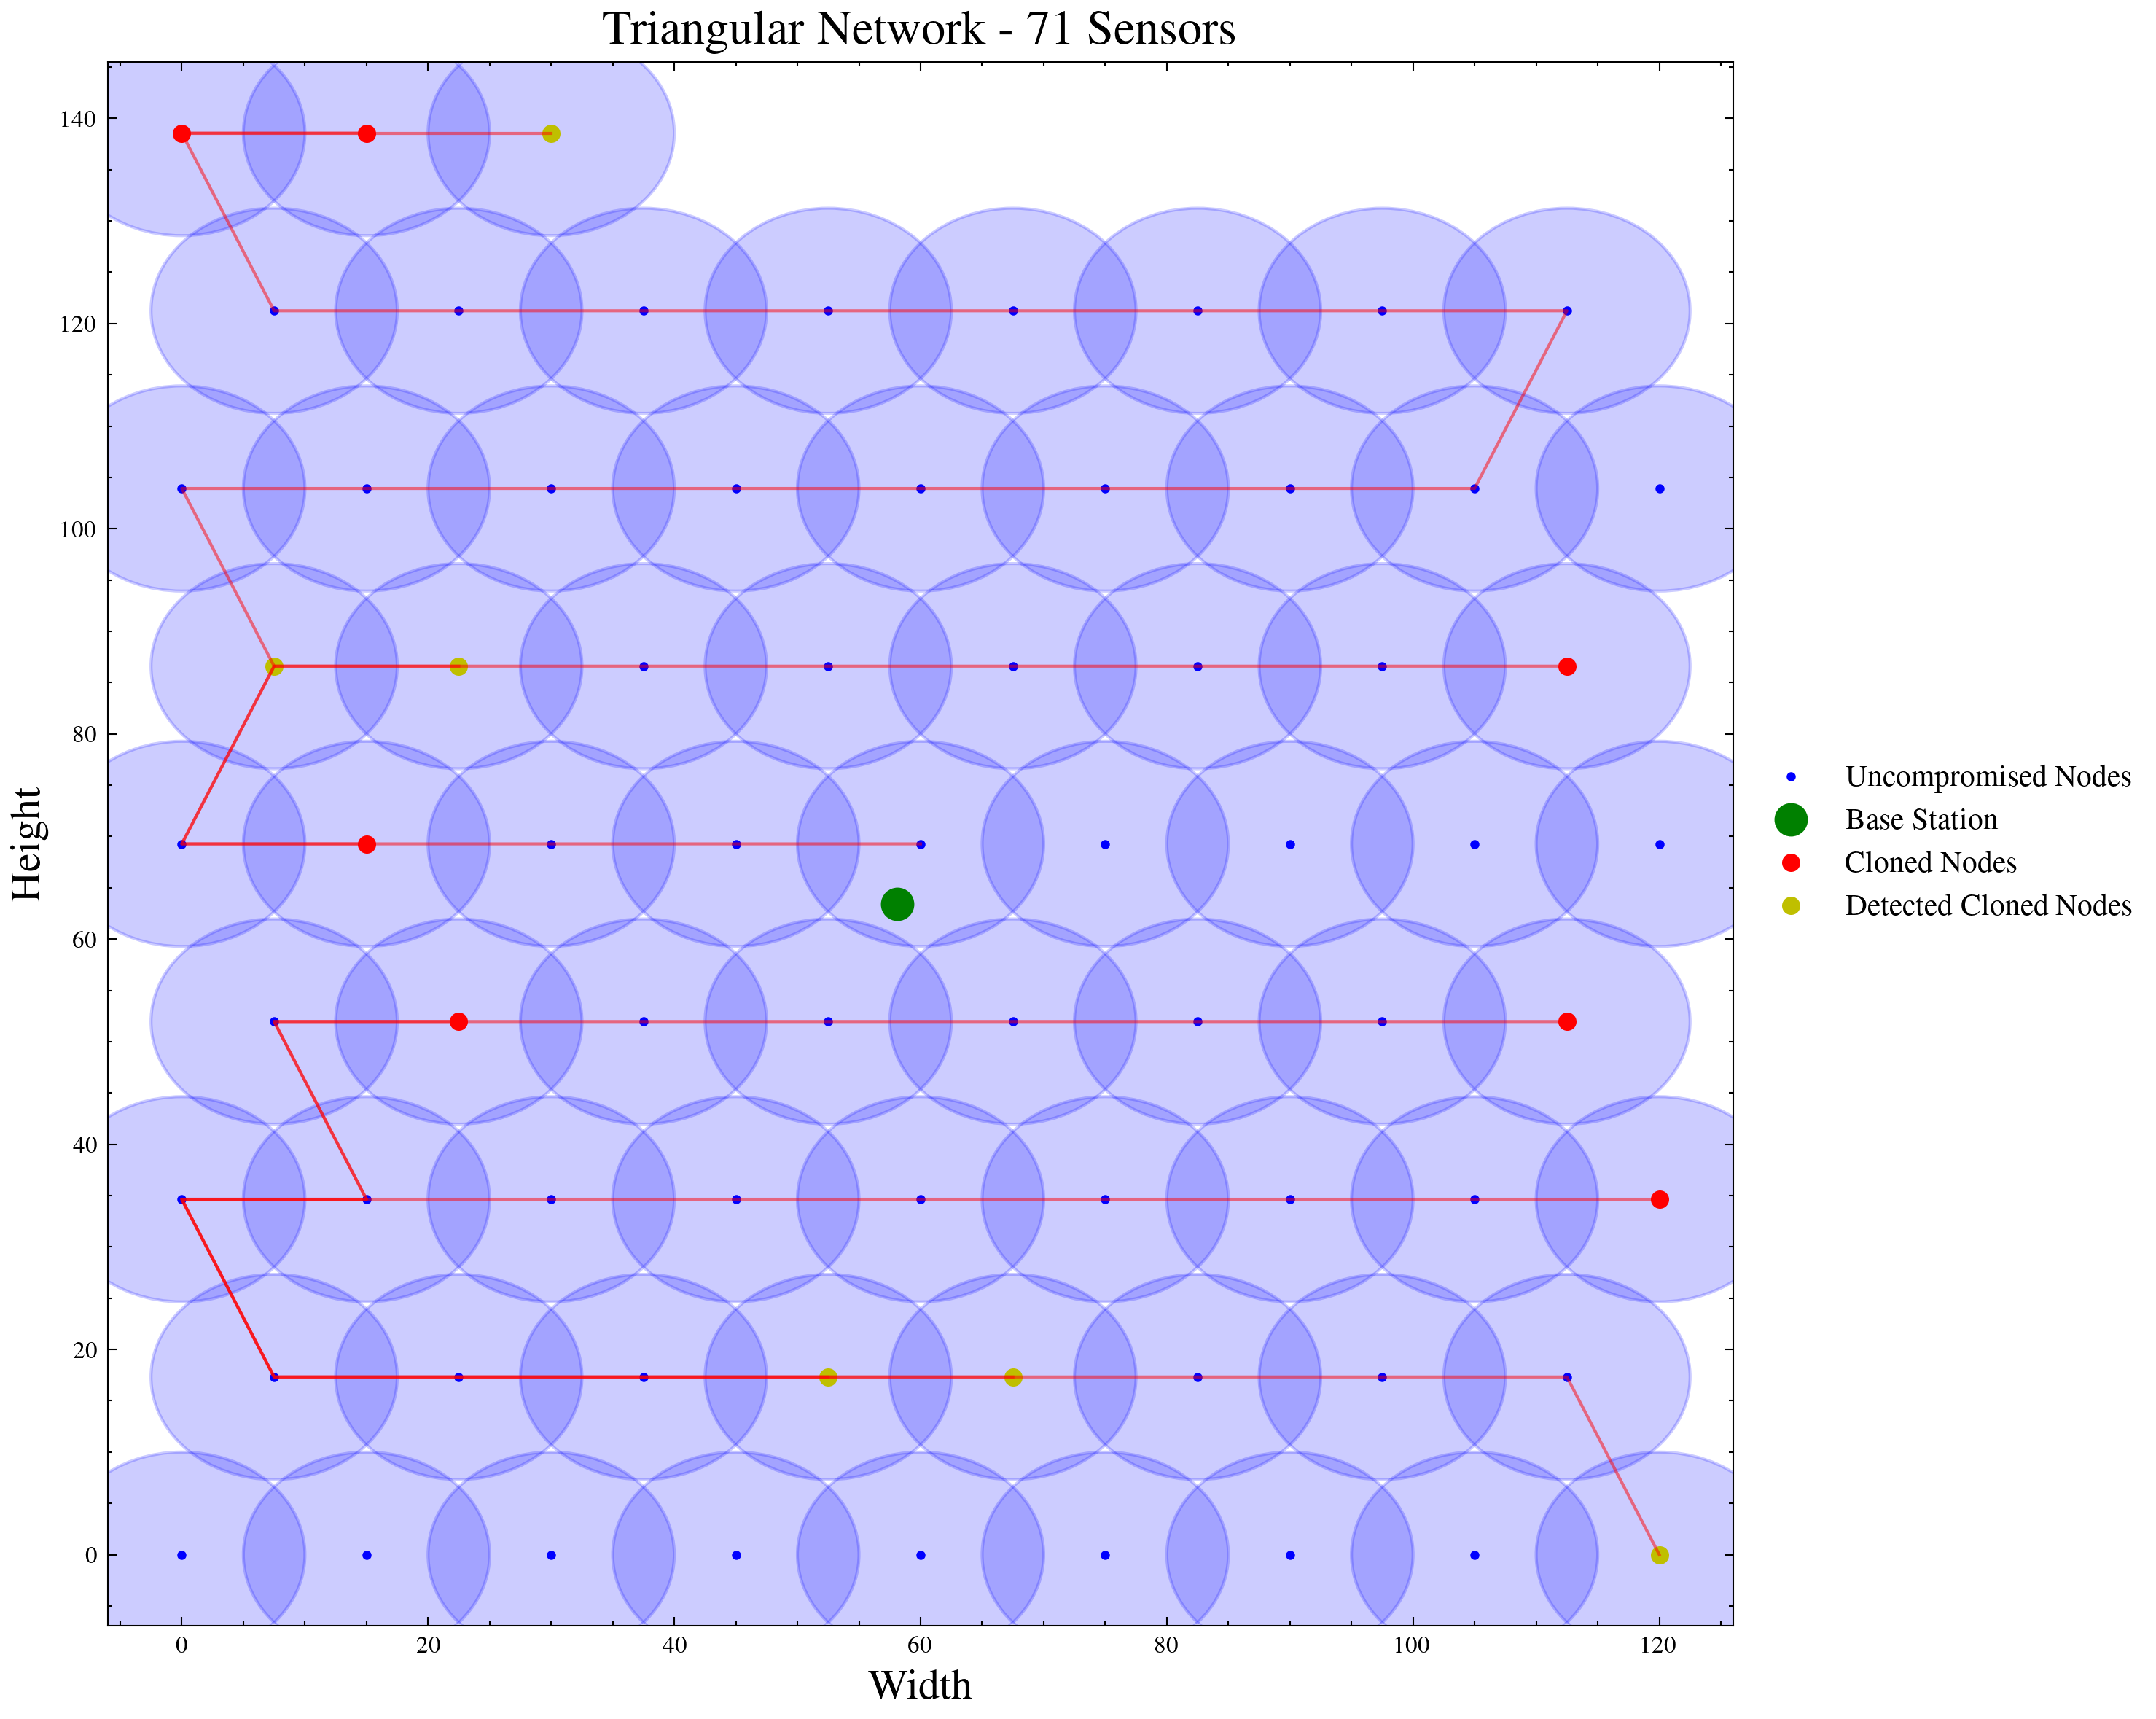 Triangular Network - 71 Sensors
140
120
100
80
60
40
20
0
Height
0 20 40 60 80 100 120
Width
Uncompromised Nodes
Base Station
Cloned Nodes
Detected Cloned Nodes